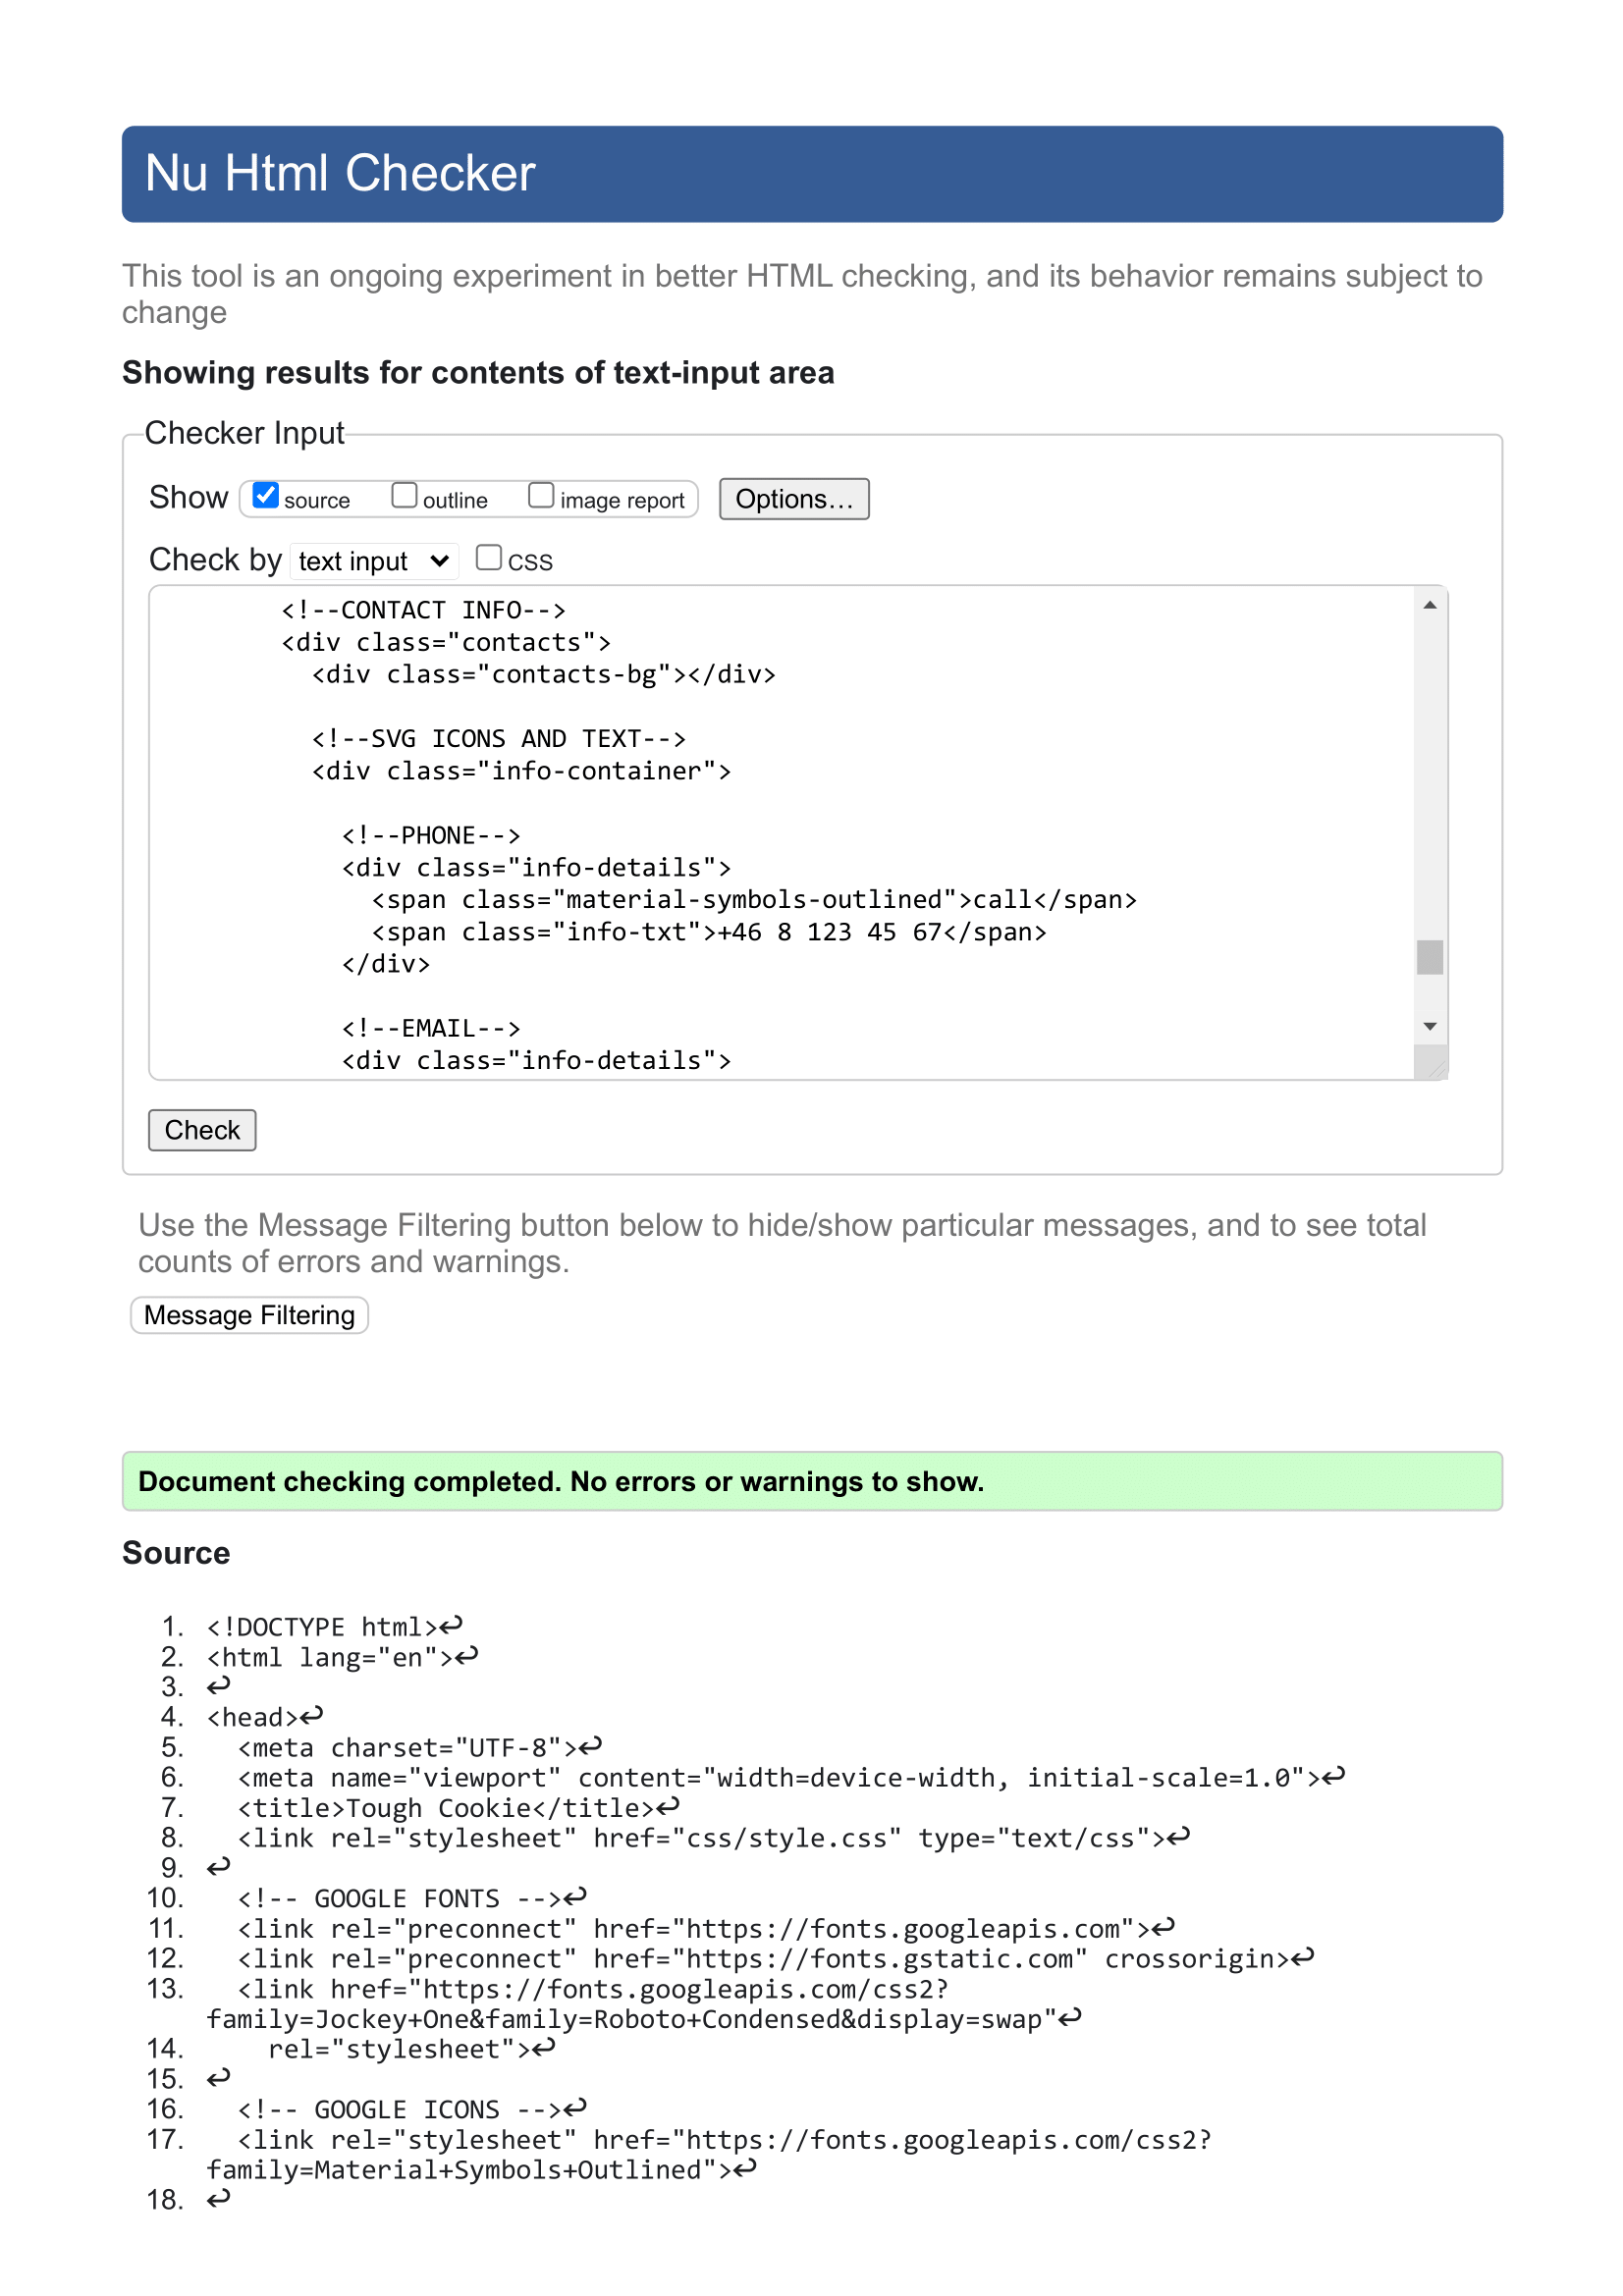 Nu Html Checker
This tool is an ongoing experiment in better HTML checking, and its behavior remains subject to
change
Showing results for contents of text-input area
Checker Input
Show source outline image report Options…
Check by text input CSS
<!--CONTACT INFO-->
<div class="contacts">
<div class="contacts-bg"></div>
<!--SVG ICONS AND TEXT-->
<div class="info-container">
<!--PHONE-->
<div class="info-details">
<span class="material-symbols-outlined">call</span>
<span class="info-txt">+46 8 123 45 67</span>
</div>
<!--EMAIL-->
<div class="info-details">
Check
Use the Message Filtering button below to hide/show particular messages, and to see total
counts of errors and warnings.
Message Filtering
Document checking completed. No errors or warnings to show.
Source
1. <!DOCTYPE html>↩
2. <html lang="en">↩
3. ↩
4. <head>↩
5. <meta charset="UTF-8">↩
6. <meta name="viewport" content="width=device-width, initial-scale=1.0">↩
7. <title>Tough Cookie</title>↩
8. <link rel="stylesheet" href="css/style.css" type="text/css">↩
9. ↩
10. <!-- GOOGLE FONTS -->↩
11. <link rel="preconnect" href="https://fonts.googleapis.com">↩
12. <link rel="preconnect" href="https://fonts.gstatic.com" crossorigin>↩
13. <link href="https://fonts.googleapis.com/css2?
family=Jockey+One&family=Roboto+Condensed&display=swap"↩
14. rel="stylesheet">↩
15. ↩
16. <!-- GOOGLE ICONS -->↩
17. <link rel="stylesheet" href="https://fonts.googleapis.com/css2?
family=Material+Symbols+Outlined">↩
18. ↩